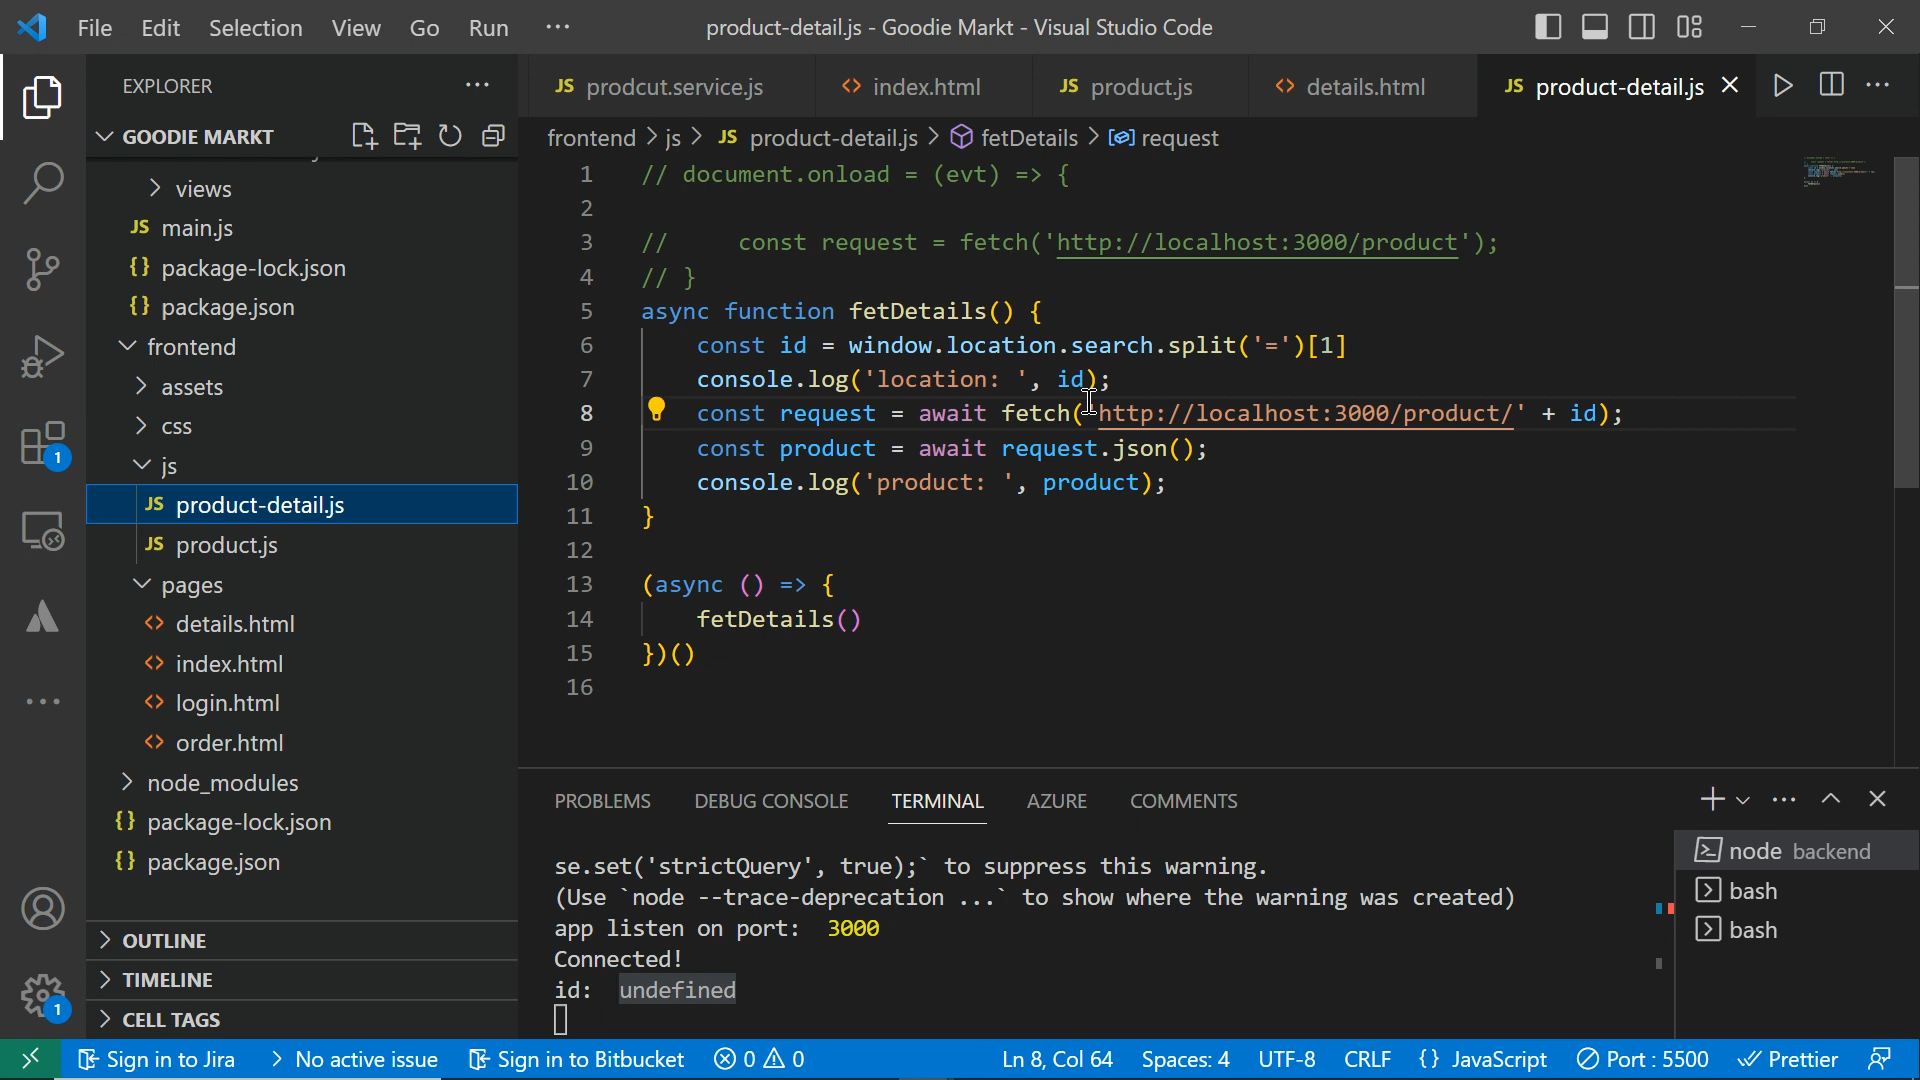 File Edit Selection View Go Run ··· product-detail.js - Goodie Markt - Visual Studio Code
EXPLORER ···
JS prodcut.service.js <> index.html JS product.js <> details.html JS product-detail.js
GOODIE MARKT
frontend > js > JS product-detail.js > fetDetails > request
views
JS main.js
{} package-lock.json
{} package.json
frontend
assets
css
js
JS product-detail.js
JS product.js
pages
<> details.html
<> index.html
<> login.html
<> order.html
node_modules
{} package-lock.json
{} package.json
OUTLINE
TIMELINE
CELL TAGS
1
1
1 // document.onload = (evt) => {
2
3 //     const request = fetch('http://localhost:3000/product');
4 // }
5 async function fetDetails() {
6     const id = window.location.search.split('=')[1]
7     console.log('location: ', id);
8     const request = await fetch('http://localhost:3000/product/' + id);
9     const product = await request.json();
10     console.log('product: ', product);
11 }
12
13 (async () => {
14     fetDetails()
15 })()
16
PROBLEMS DEBUG CONSOLE TERMINAL AZURE COMMENTS
se.set('strictQuery', true);` to suppress this warning.
(Use `node --trace-deprecation ...` to show where the warning was created)
app listen on port:  3000
Connected!
id:  undefined
node backend
bash
bash
Sign in to Jira > No active issue Sign in to Bitbucket 0 0 Ln 8, Col 64 Spaces: 4 UTF-8 CRLF {} JavaScript Port : 5500 Prettier